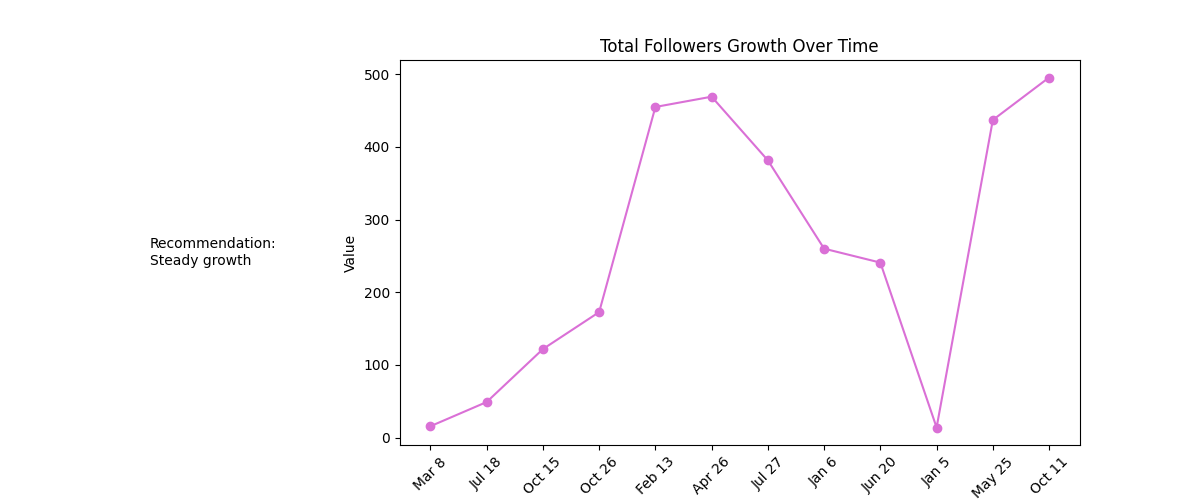 Total Followers Growth Over Time
Recommendation:
Steady growth
Value
500
400
300
200
100
0
Mar 8
Jul 18
Oct 15
Oct 26
Feb 13
Apr 26
Jul 27
Jan 6
Jun 20
Jan 5
May 25
Oct 11